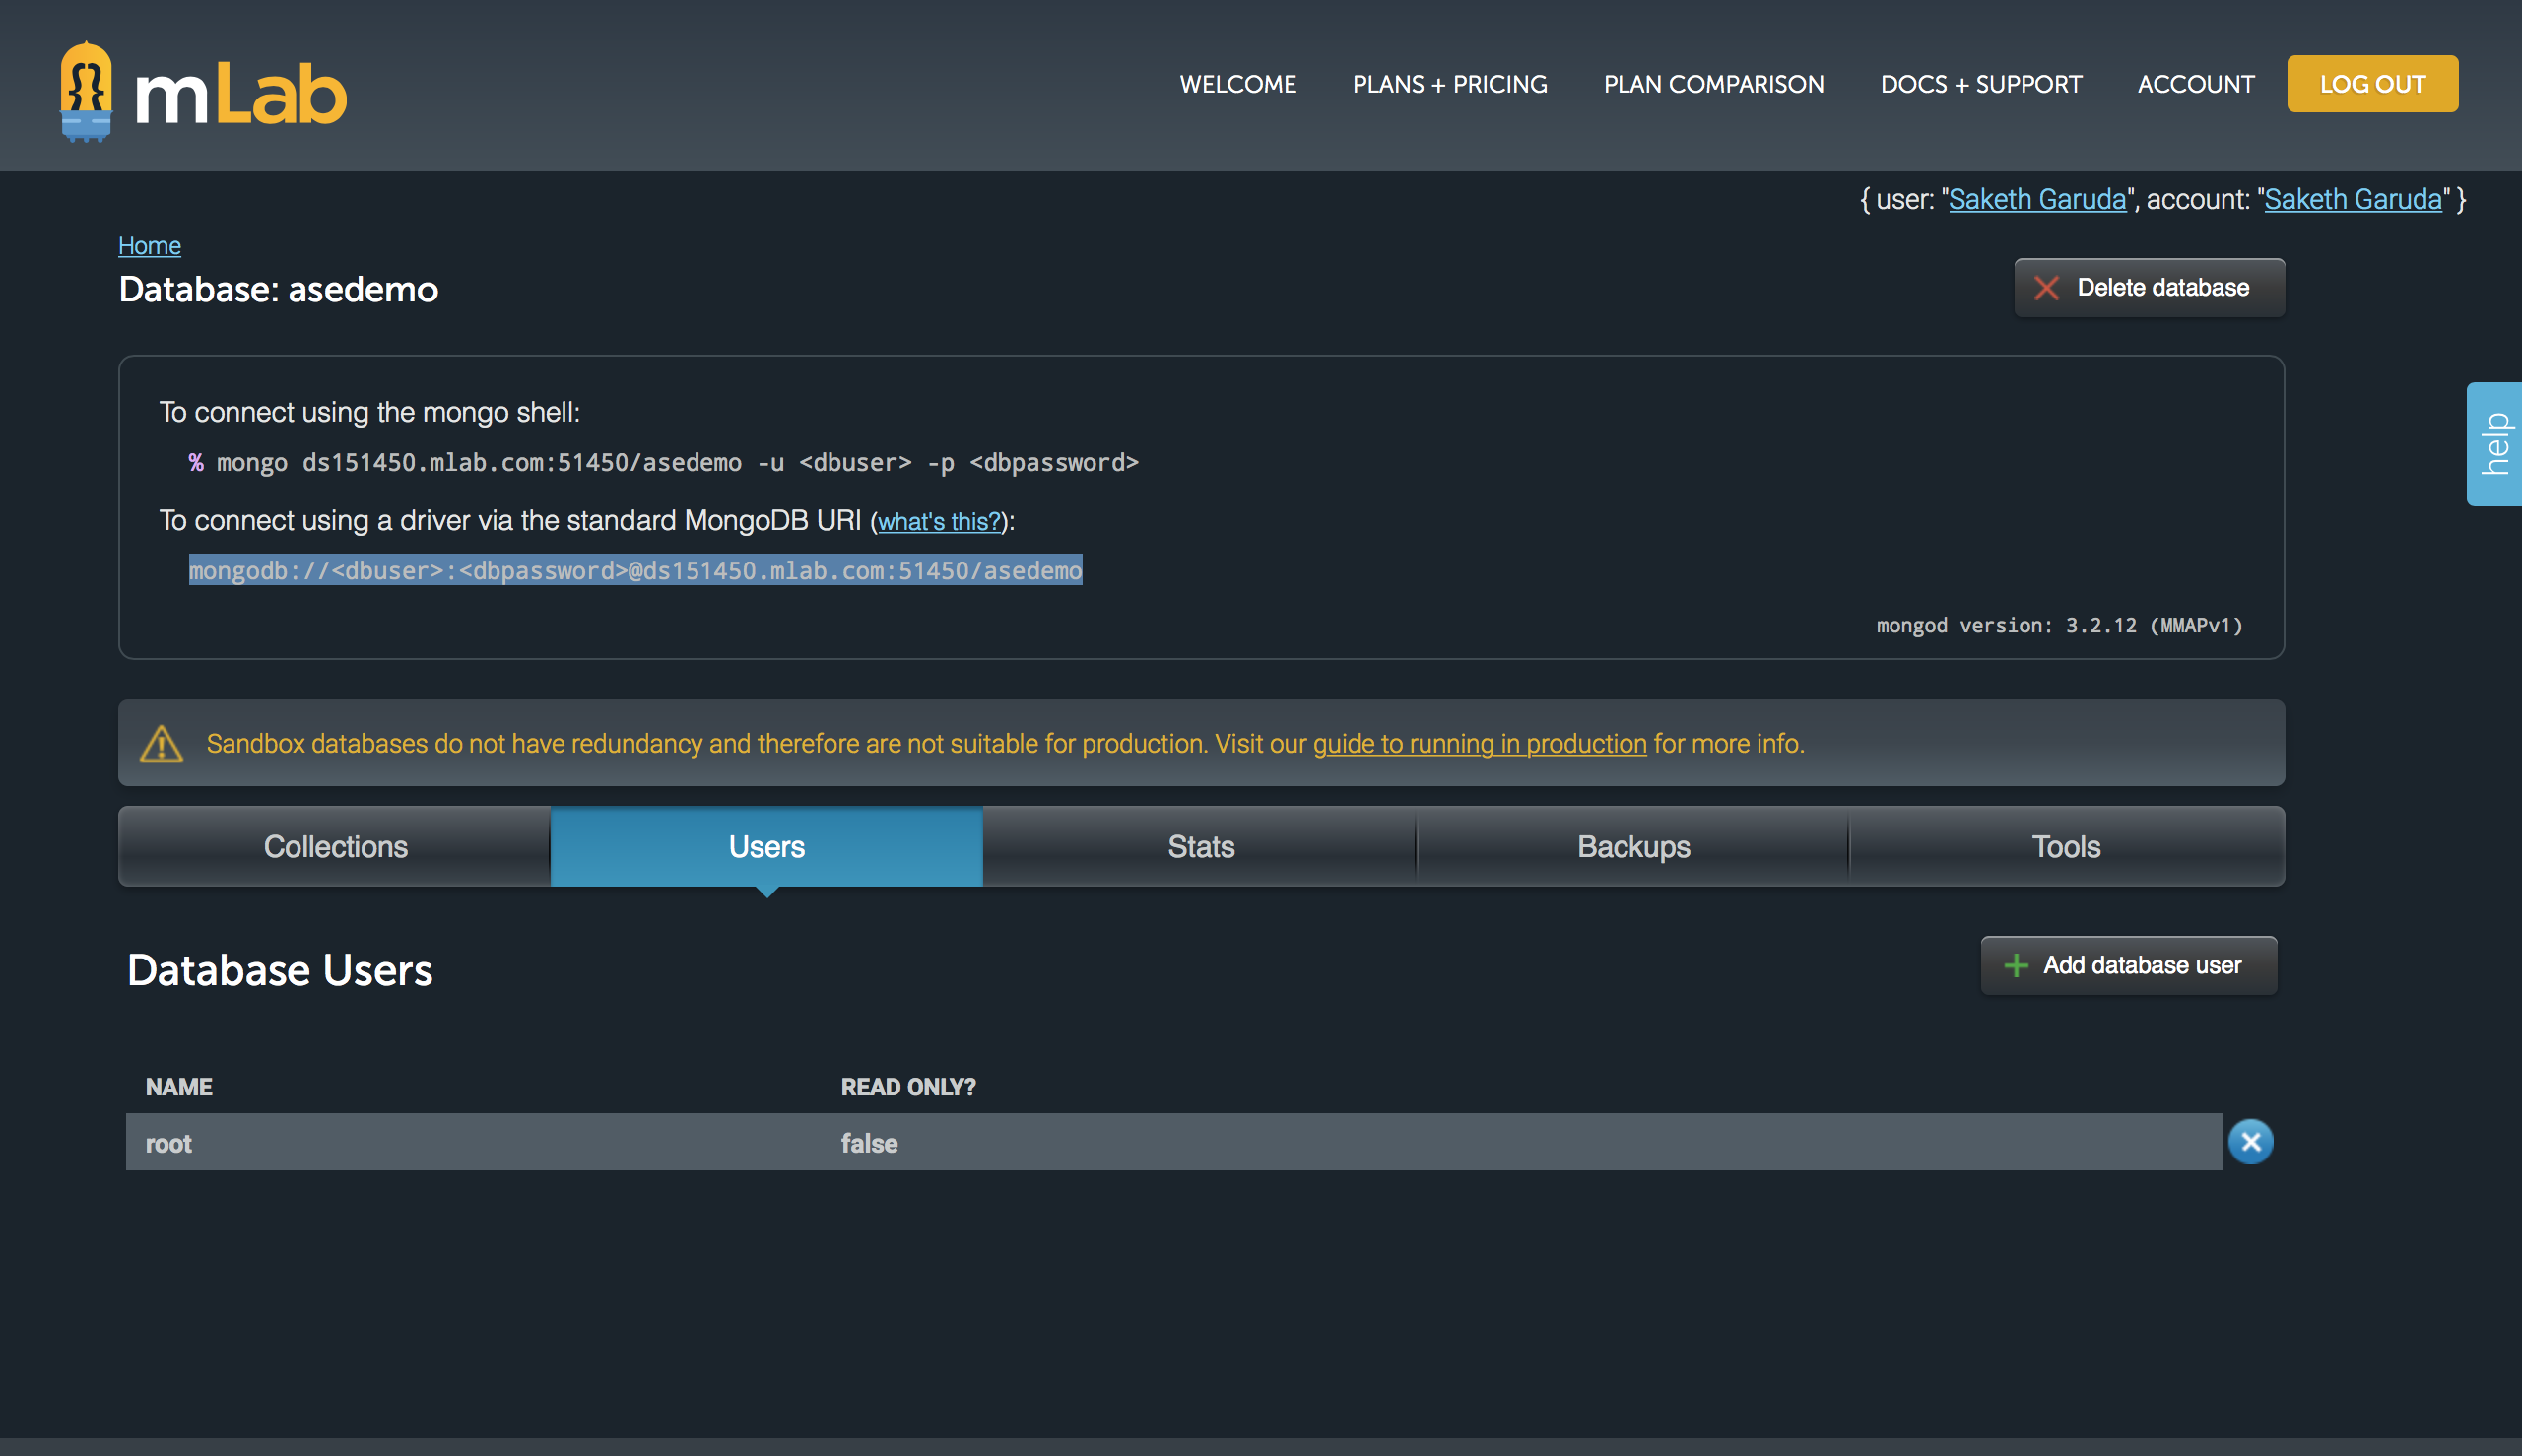 mLab
WELCOME PLANS + PRICING PLAN COMPARISON DOCS + SUPPORT ACCOUNT LOG OUT
{ user: "Saketh Garuda", account: "Saketh Garuda" }
Home
Database: asedemo
Delete database
To connect using the mongo shell:
% mongo ds151450.mlab.com:51450/asedemo -u <dbuser> -p <dbpassword>
To connect using a driver via the standard MongoDB URI (what's this?):
mongodb://<dbuser>:<dbpassword>@ds151450.mlab.com:51450/asedemo
mongod version: 3.2.12 (MMAPv1)
help
Sandbox databases do not have redundancy and therefore are not suitable for production. Visit our guide to running in production for more info.
Collections Users Stats Backups Tools
Database Users
Add database user
NAME READ ONLY?
root false